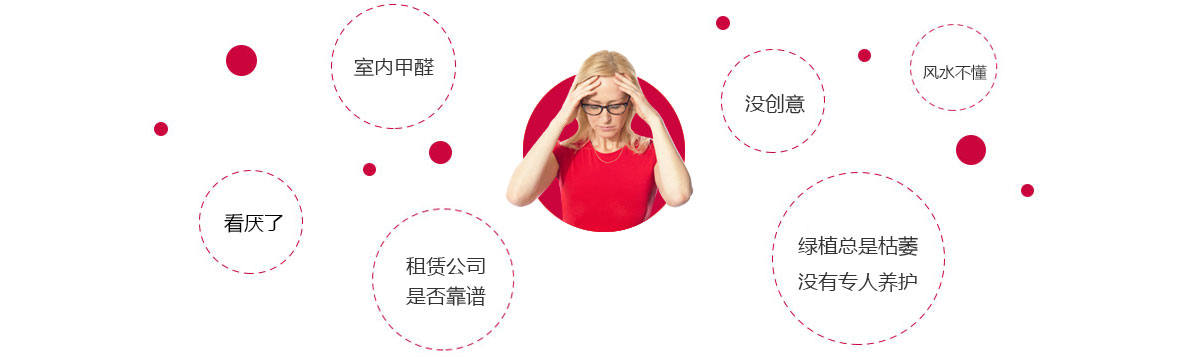 室内甲醛
没创意
风水不懂
看厌了
租赁公司
是否靠谱
绿植总是枯萎
没有专人养护